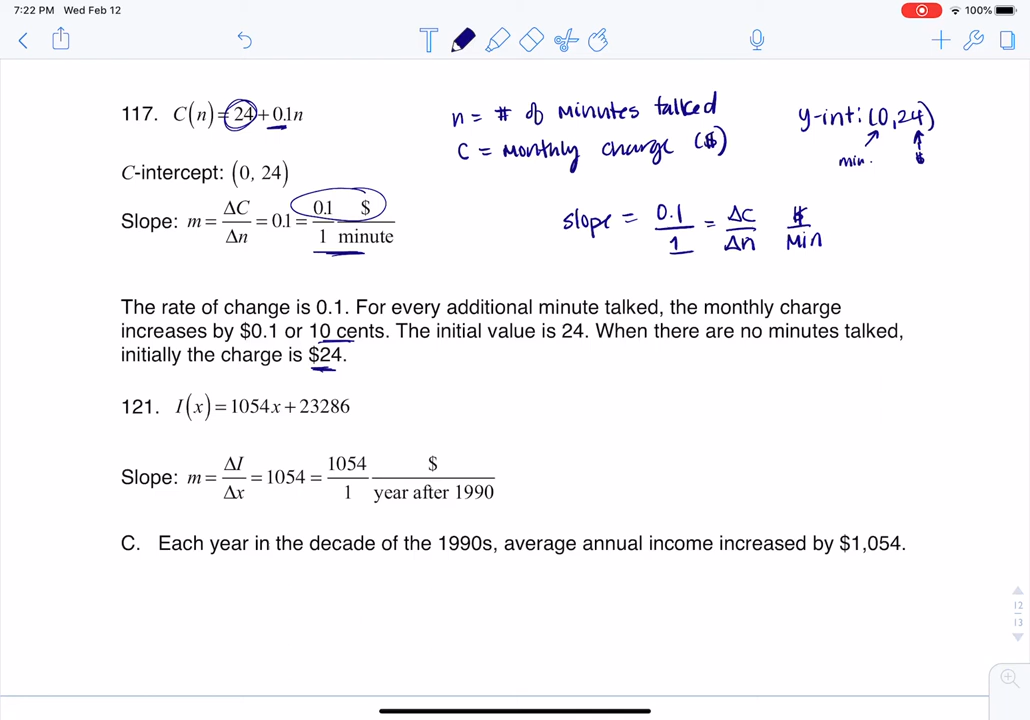 7:22 PM Wed Feb 12
100%
T
117. C(n) = 24 + 0.1n
n = # of minutes talked
C = monthly charge ($)
y-int: (0, 24)
min. $
C-intercept: (0, 24)
Slope: m = ΔC/Δn = 0.1 = 0.1/1 $/minute
slope = 0.1/1 = ΔC/Δn $/Min
The rate of change is 0.1. For every additional minute talked, the monthly charge
increases by $0.1 or 10 cents. The initial value is 24. When there are no minutes talked,
initially the charge is $24.
121. I(x) = 1054x + 23286
Slope: m = ΔI/Δx = 1054 = 1054/1 $/year after 1990
C. Each year in the decade of the 1990s, average annual income increased by $1,054.
12
13